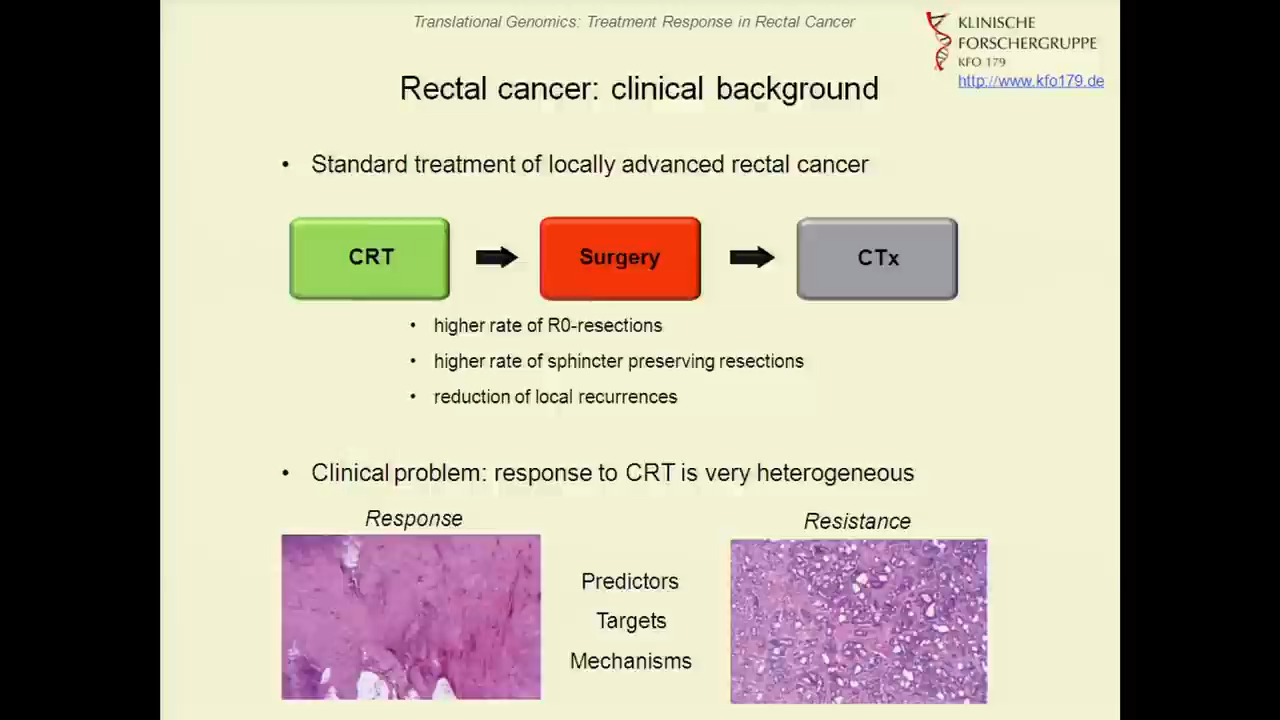 Translational Genomics: Treatment Response in Rectal Cancer
KLINISCHE
FORSCHERGRUPPE
KFO 179
http://www.kfo179.de
Rectal cancer: clinical background
• Standard treatment of locally advanced rectal cancer
CRT
Surgery
CTx
• higher rate of R0-resections
• higher rate of sphincter preserving resections
• reduction of local recurrences
• Clinical problem: response to CRT is very heterogeneous
Response
Resistance
Predictors
Targets
Mechanisms